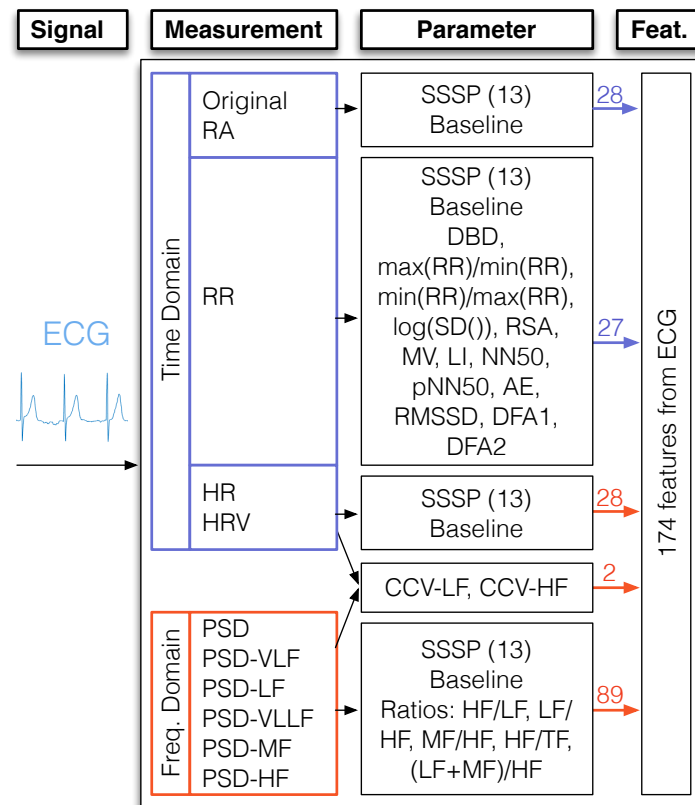 Signal
Measurement
Parameter
Feat.
ECG
Time Domain
Original
RA
SSSP (13)
Baseline
28
RR
SSSP (13)
Baseline
DBD,
max(RR)/min(RR),
min(RR)/max(RR),
log(SD()), RSA,
MV, LI, NN50,
pNN50, AE,
RMSSD, DFA1,
DFA2
27
HR
HRV
SSSP (13)
Baseline
28
CCV-LF, CCV-HF
2
Freq. Domain
PSD
PSD-VLF
PSD-LF
PSD-VLLF
PSD-MF
PSD-HF
SSSP (13)
Baseline
Ratios: HF/LF, LF/
HF, MF/HF, HF/TF,
(LF+MF)/HF
89
174 features from ECG